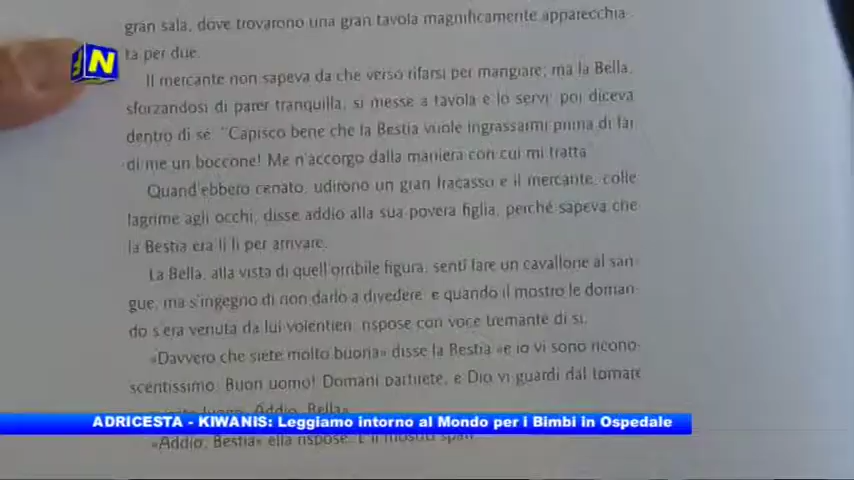 gran sala, dove trovarono una gran tavola magnificamente apparecchia-
ta per due.
N
Il mercante non sapeva da che verso rifarsi per mangiare; ma la Bella,
sforzandosi di parer tranquilla, si messe a tavola e lo servì; poi diceva
dentro di sé: "Capisco bene che la Bestia vuole ingrassarmi prima di far
di me un boccone! Me n'accorgo dalla maniera con cui mi tratta
Quand'ebbero cenato, udirono un gran fracasso e il mercante, colle
lagrime agli occhi, disse addio alla sua povera figlia, perché sapeva che
la Bestia era lì lì per arrivare.
La Bella, alla vista di quell'orribile figura, sentì fare un cavallone al san-
gue, ma s'ingegnò di non darlo a divedere: e quando il mostro le doman-
dò s'era venuta da lui volentieri, rispose con voce tremante di sì.
«Davvero che siete molto buona» disse la Bestia «e io vi sono ricono-
scentissimo. Buon uomo! Domani partirete, e Dio vi guardi dal tornare
luogo. Addio, Bella»
ADRICESTA - KIWANIS: Leggiamo intorno al Mondo per i Bimbi in Ospedale
«Addio, Bestia» ella rispose. E il mostro